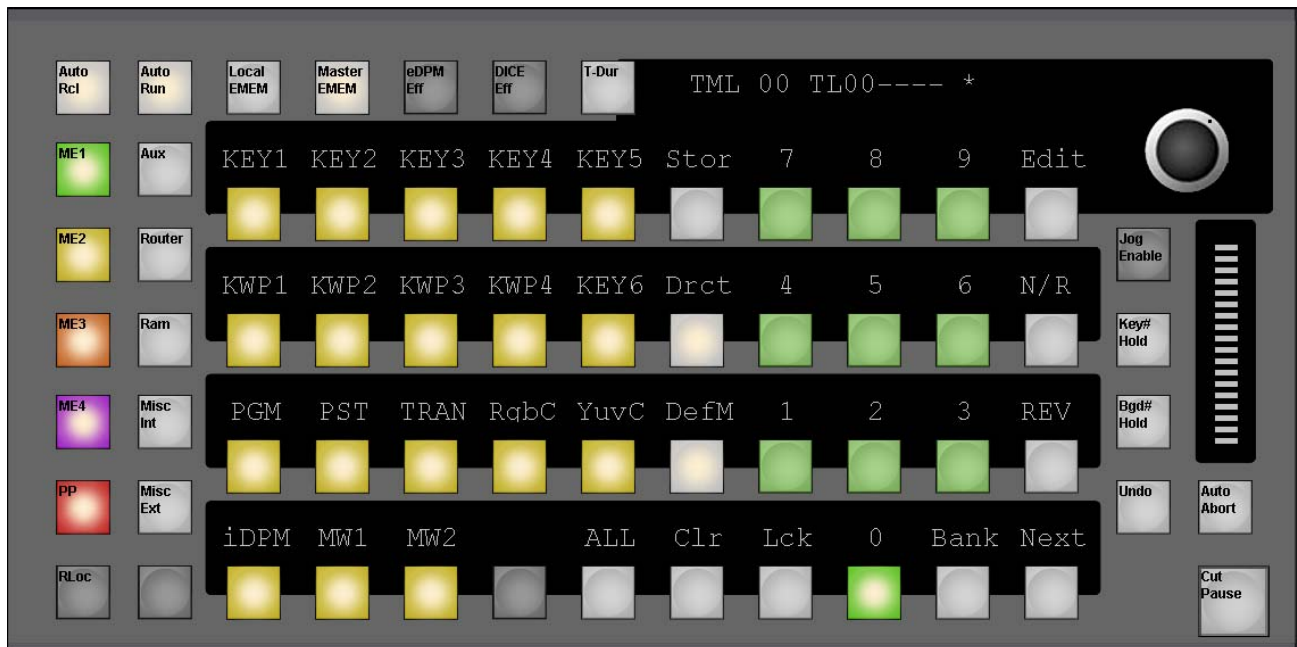 Auto Rcl
Auto Run
Local EMEM
Master EMEM
eDPM Eff
DICE Eff
T-Dur
TML 00 TL00---- *
ME1
Aux
KEY1 KEY2 KEY3 KEY4 KEY5 Stor 7 8 9 Edit
ME2
Router
Jog Enable
KWP1 KWP2 KWP3 KWP4 KEY6 Drct 4 5 6 N/R
ME3
Ram
Key# Hold
ME4
Misc Int
PGM PST TRAN RgbC YuvC DefM 1 2 3 REV
Bgd# Hold
PP
Misc Ext
Undo
Auto Abort
iDPM MW1 MW2 ALL Clr Lck 0 Bank Next
RLoc
Cut Pause